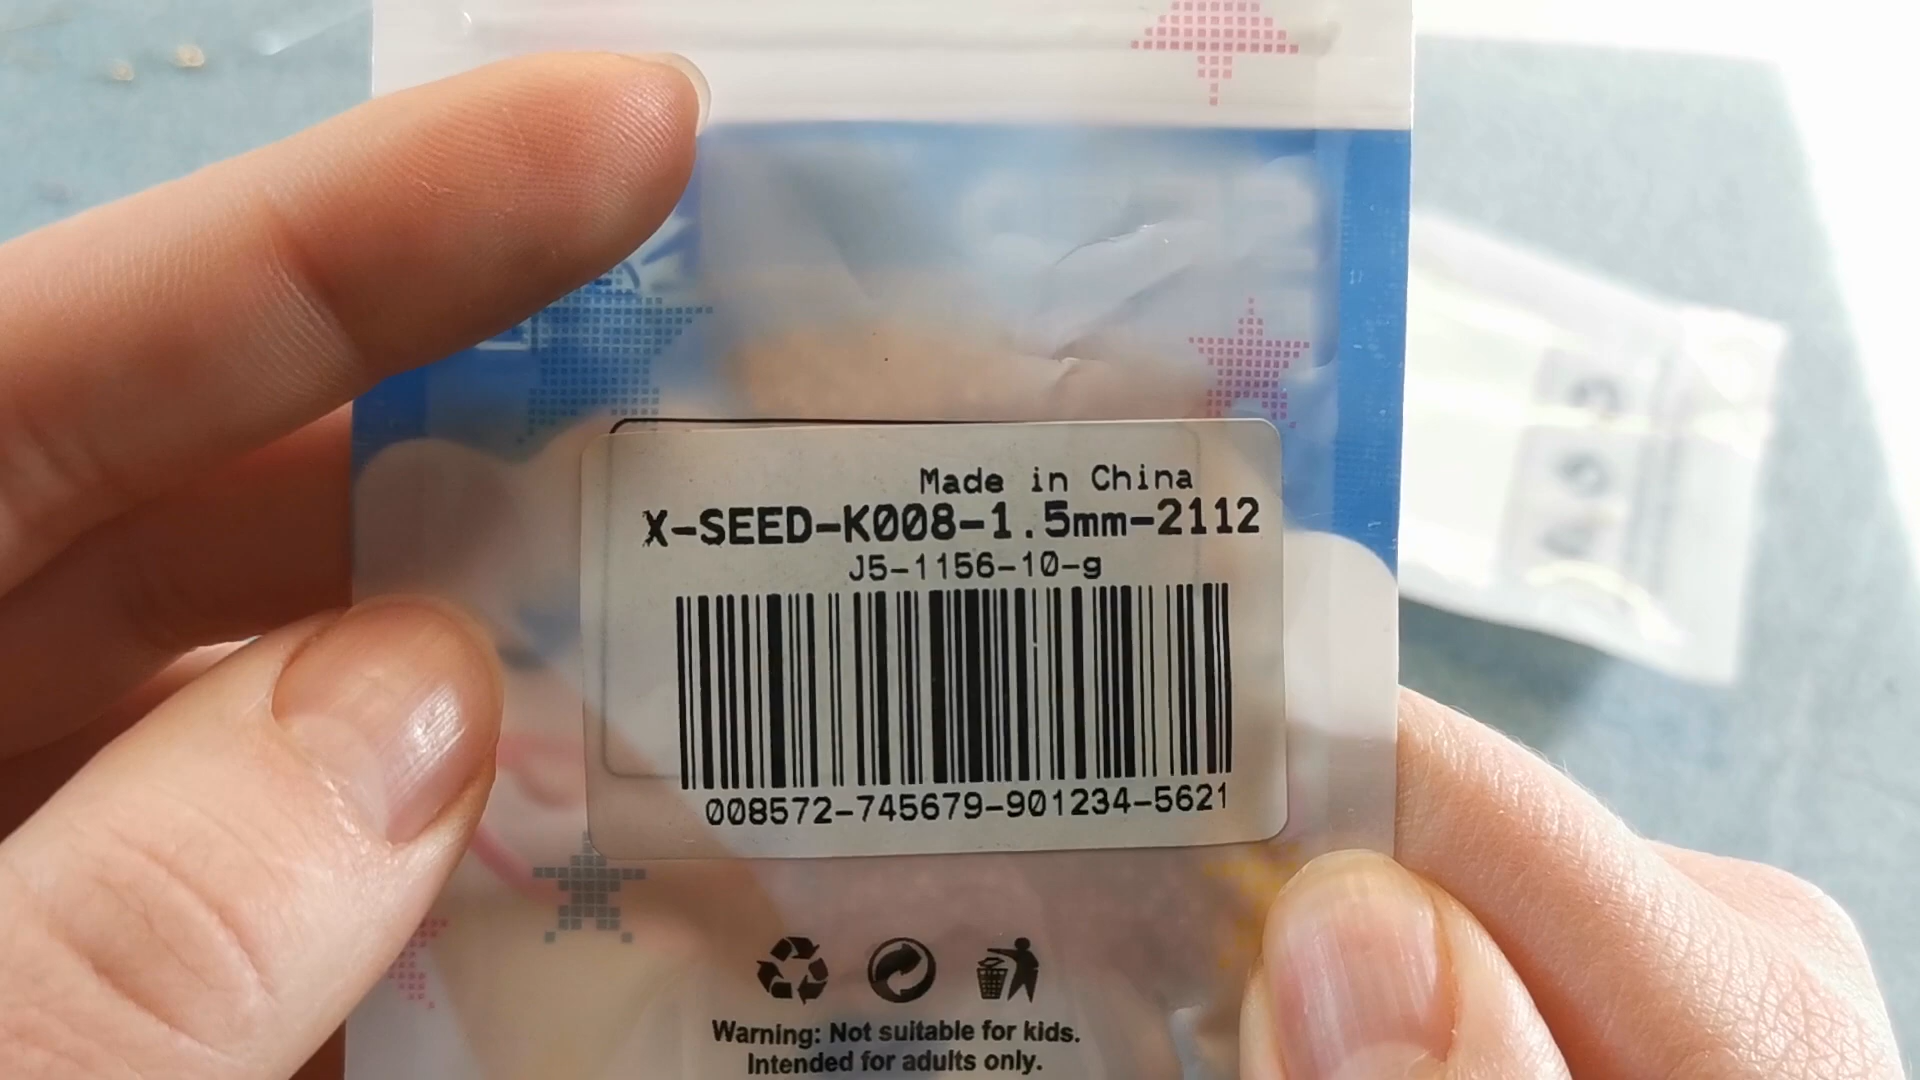 Made in China
X-SEED-K008-1.5mm-2112
J5-1156-10-g
008572-745679-901234-5621
Warning: Not suitable for kids.
Intended for adults only.